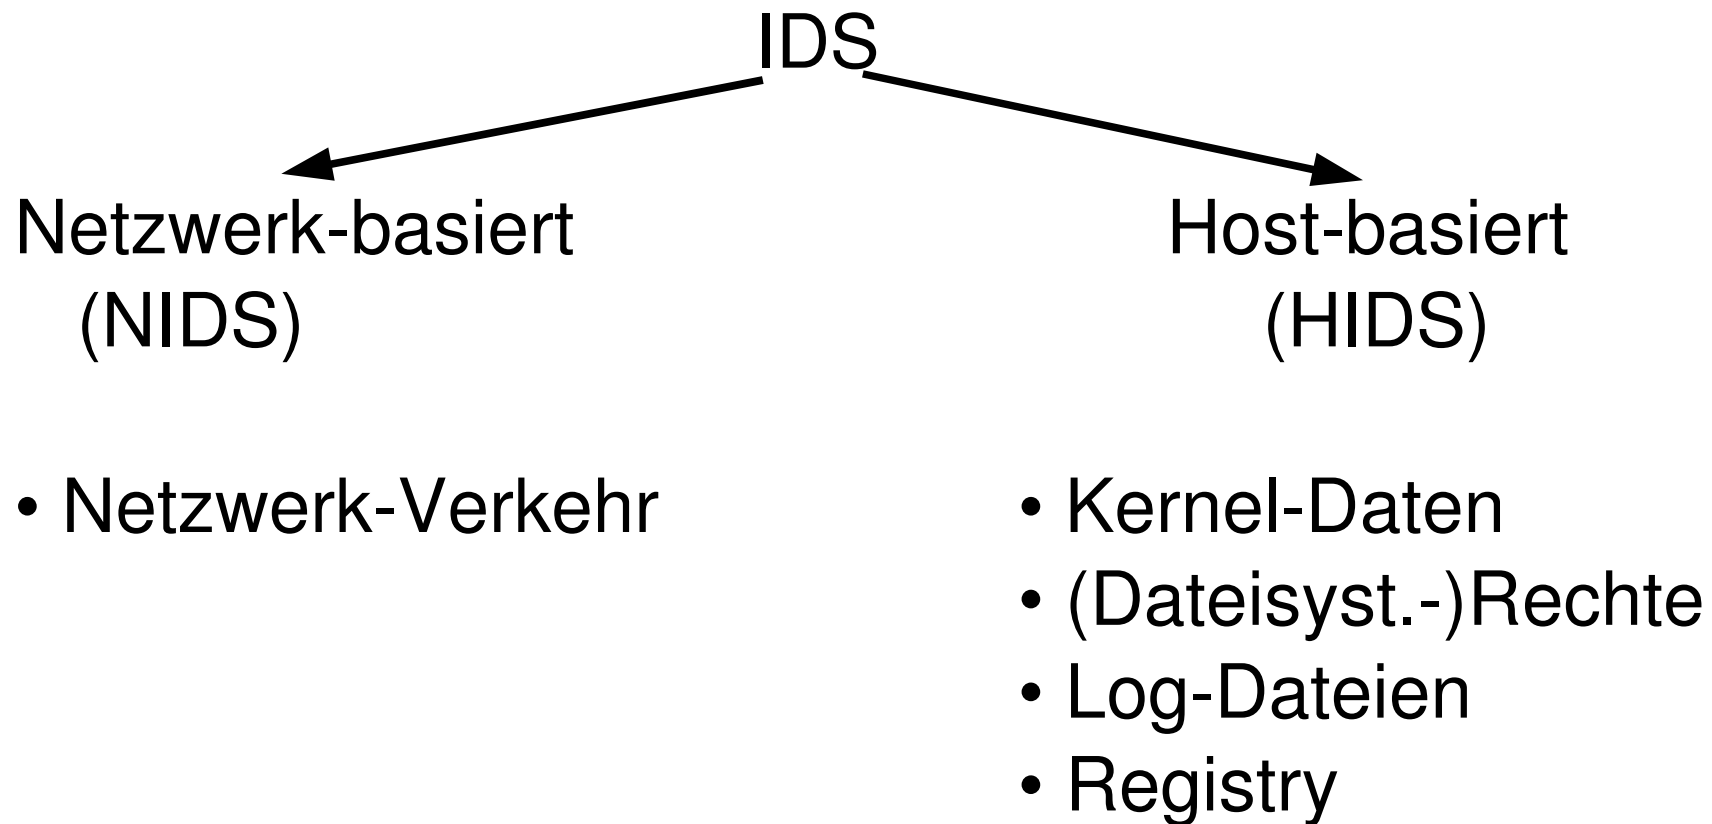 IDS
Netzwerk-basiert
(NIDS)
• Netzwerk-Verkehr
Host-basiert
(HIDS)
• Kernel-Daten
• (Dateisyst.-)Rechte
• Log-Dateien
• Registry